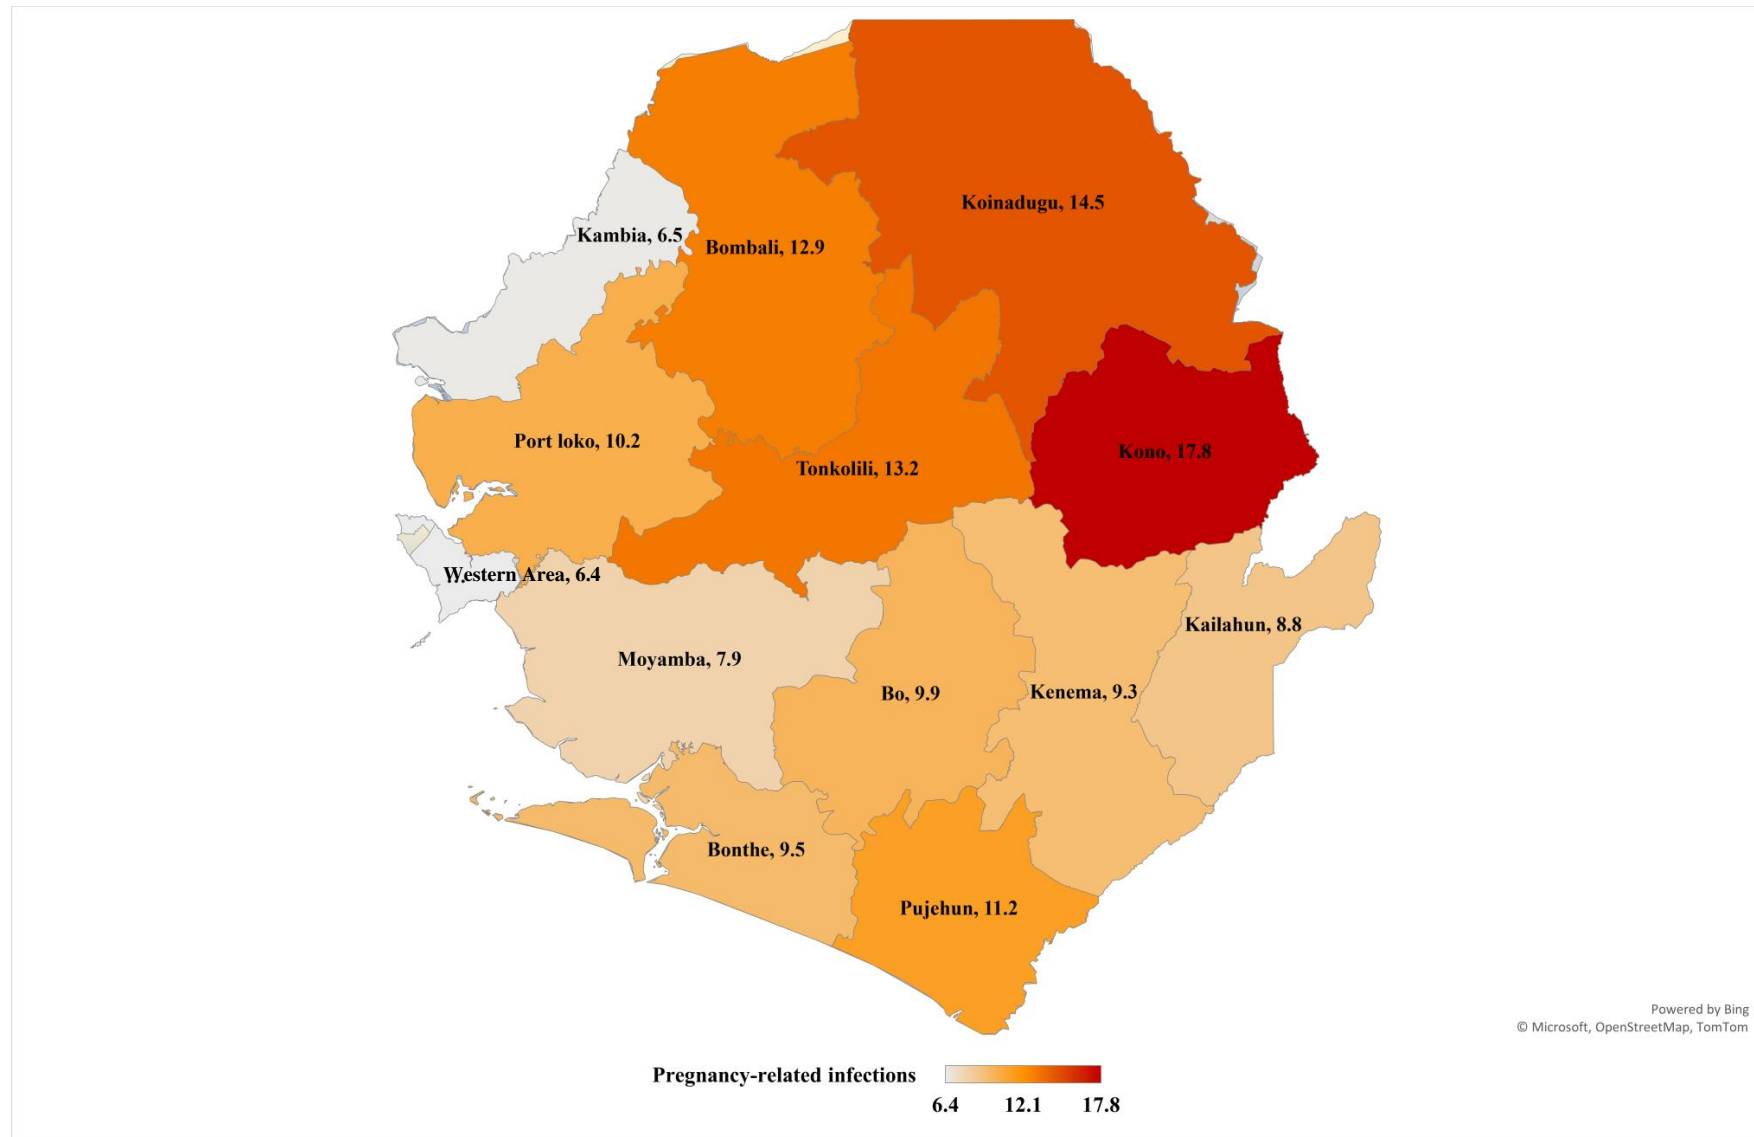 Koinadugu, 14.5
Kambia, 6.5
Bombali, 12.9
Port loko, 10.2
Tonkolili, 13.2
Kono, 17.8
Western Area, 6.4
Kailahun, 8.8
Moyamba, 7.9
Bo, 9.9
Kenema, 9.3
Bonthe, 9.5
Pujehun, 11.2
Powered by Bing
© Microsoft, OpenStreetMap, TomTom
Pregnancy-related infections
6.4 12.1 17.8